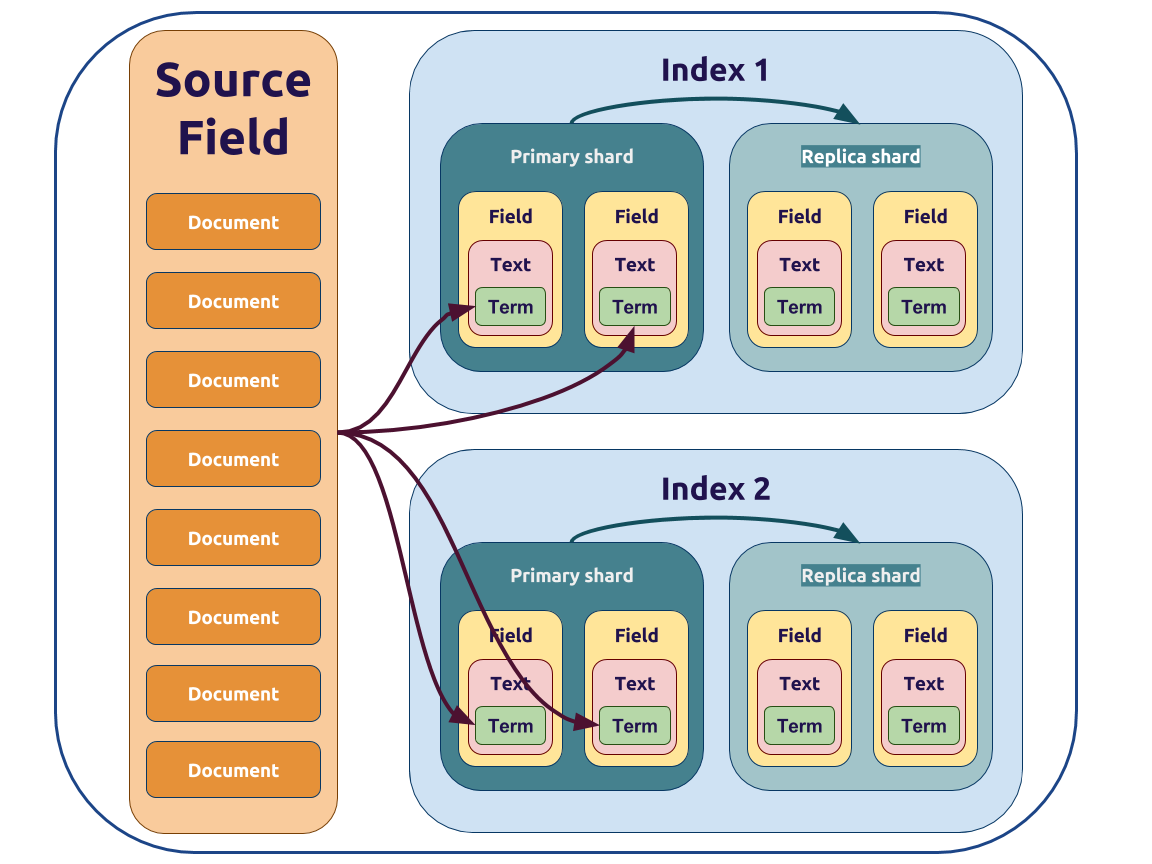 Source
Field
Document
Document
Document
Document
Document
Document
Document
Document
Index 1
Primary shard
Field
Text
Term
Field
Text
Term
Replica shard
Field
Text
Term
Field
Text
Term
Index 2
Primary shard
Field
Text
Term
Field
Text
Term
Replica shard
Field
Text
Term
Field
Text
Term